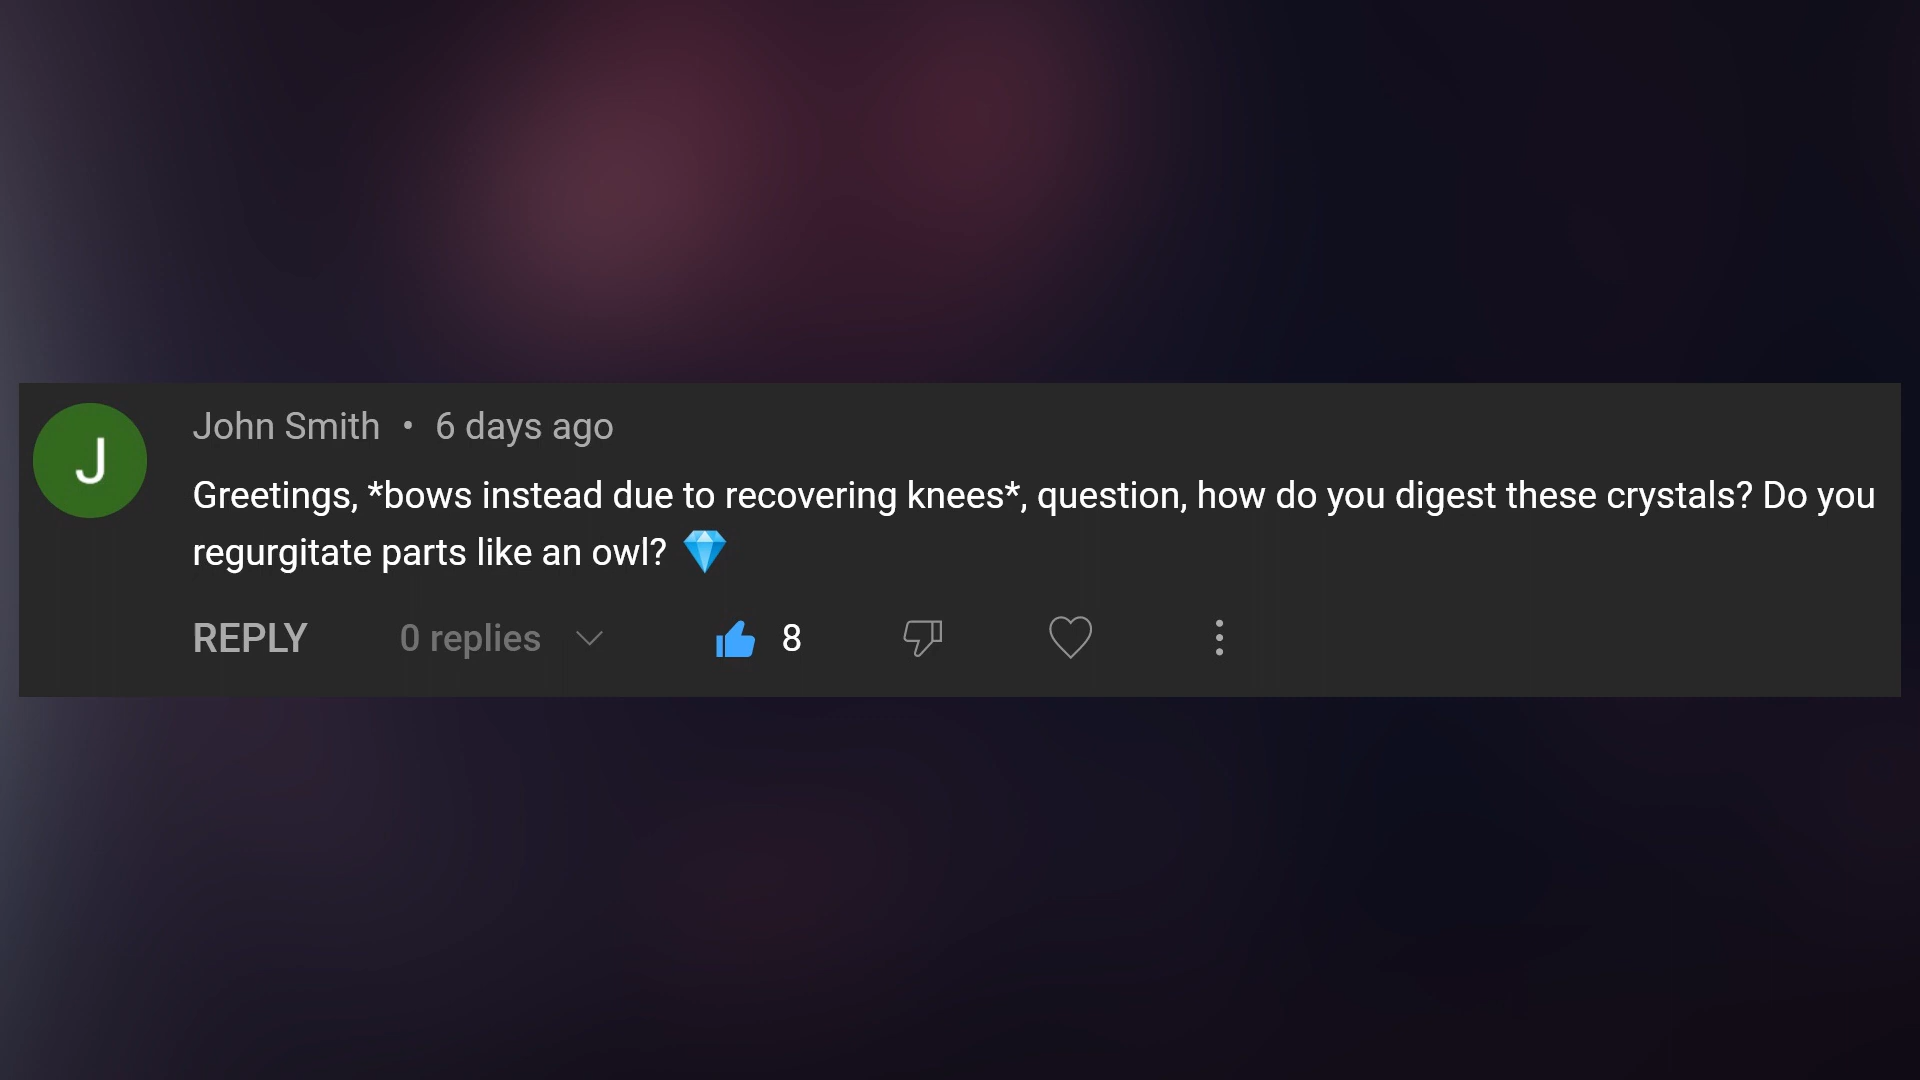 J
John Smith • 6 days ago
Greetings, *bows instead due to recovering knees*, question, how do you digest these crystals? Do you
regurgitate parts like an owl? 💎
REPLY 0 replies 8